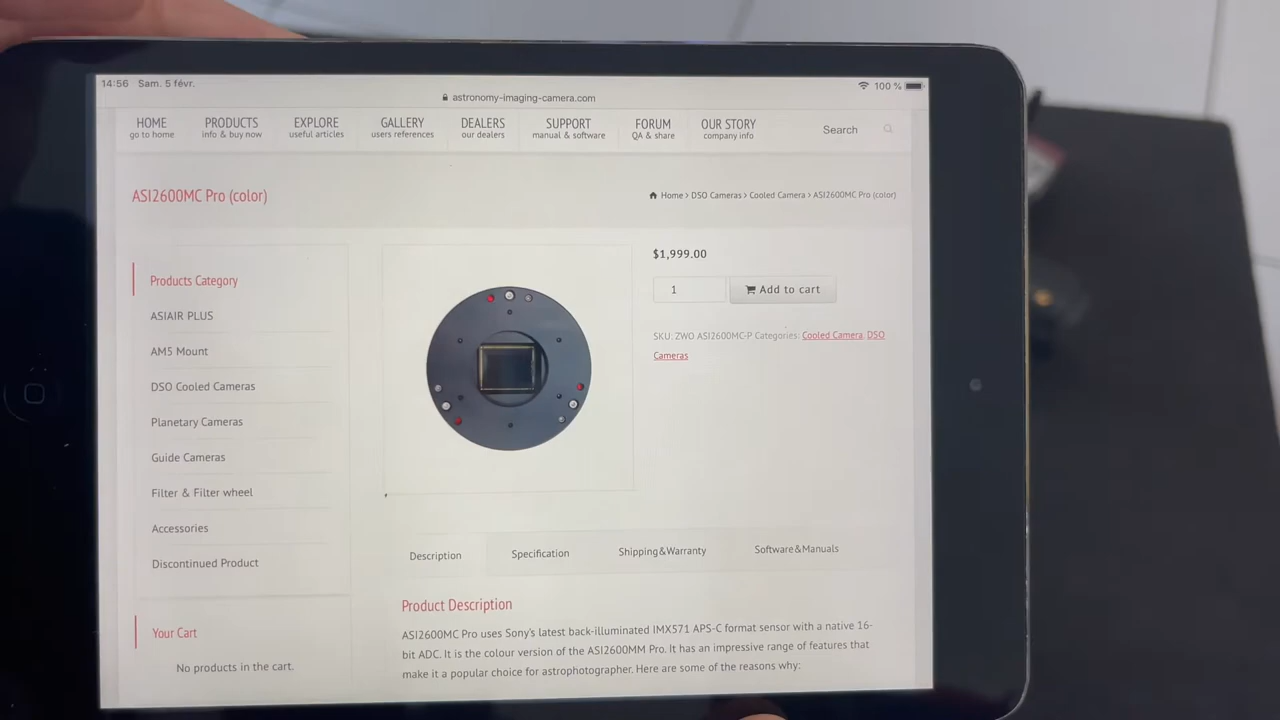 14:56 Sam. 5 févr.
100 %
astronomy-imaging-camera.com
HOME
go to home
PRODUCTS
info & buy now
EXPLORE
useful articles
GALLERY
users references
DEALERS
our dealers
SUPPORT
manual & software
FORUM
QA & share
OUR STORY
company info
Search
ASI2600MC Pro (color)
Home > DSO Cameras > Cooled Camera > ASI2600MC Pro (color)
Products Category
ASIAIR PLUS
AM5 Mount
DSO Cooled Cameras
Planetary Cameras
Guide Cameras
Filter & Filter wheel
Accessories
Discontinued Product
Your Cart
No products in the cart.
$1,999.00
1
Add to cart
SKU: ZWO ASI2600MC-P Categories: Cooled Camera, DSO
Cameras
Description
Specification
Shipping&Warranty
Software&Manuals
Product Description
ASI2600MC Pro uses Sony's latest back-illuminated IMX571 APS-C format sensor with a native 16-
bit ADC. It is the colour version of the ASI2600MM Pro. It has an impressive range of features that
make it a popular choice for astrophotographer. Here are some of the reasons why: